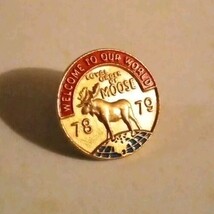 WELCOME TO OUR WORLD
LOYAL ORDER
OF
MOOSE
78 79